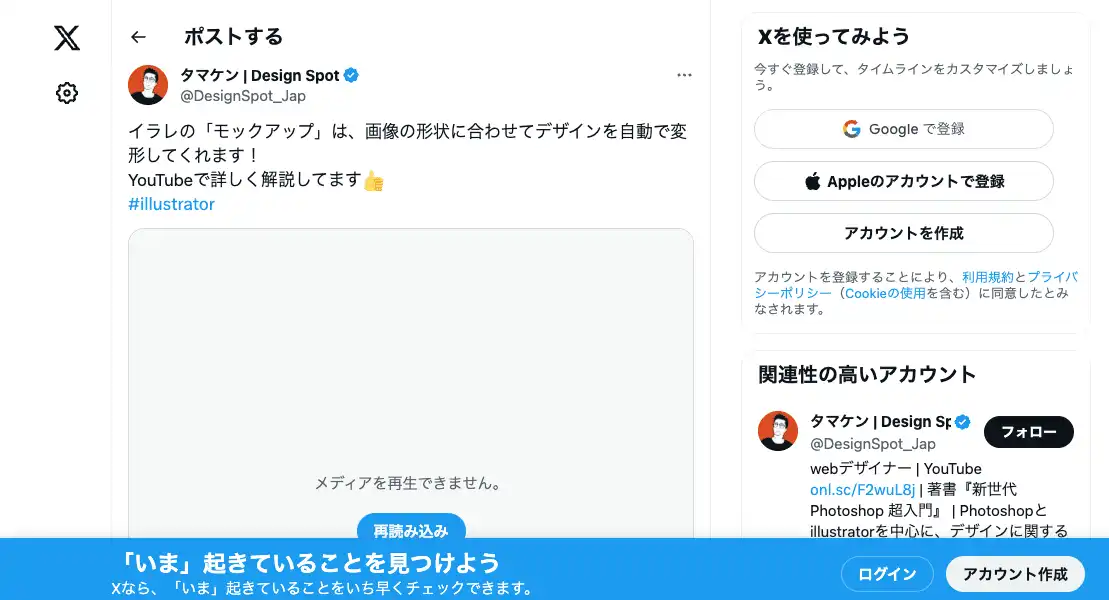 ポストする
タマケン | Design Spot
@DesignSpot_Jap
イラレの「モックアップ」は、画像の形状に合わせてデザインを自動で変
形してくれます！
YouTubeで詳しく解説してます👍
#illustrator
メディアを再生できません。
再読み込み
Xを使ってみよう
今すぐ登録して、タイムラインをカスタマイズしましょ
う。
Google で登録
Appleのアカウントで登録
アカウントを作成
アカウントを登録することにより、利用規約とプライバ
シーポリシー（Cookieの使用を含む）に同意したとみ
なされます。
関連性の高いアカウント
タマケン | Design Sp
@DesignSpot_Jap
フォロー
webデザイナー | YouTube
onl.sc/F2wuL8j | 著書『新世代
Photoshop 超入門』 | Photoshopと
illustratorを中心に、デザインに関する
「いま」起きていることを見つけよう
Xなら、「いま」起きていることをいち早くチェックできます。
ログイン
アカウント作成